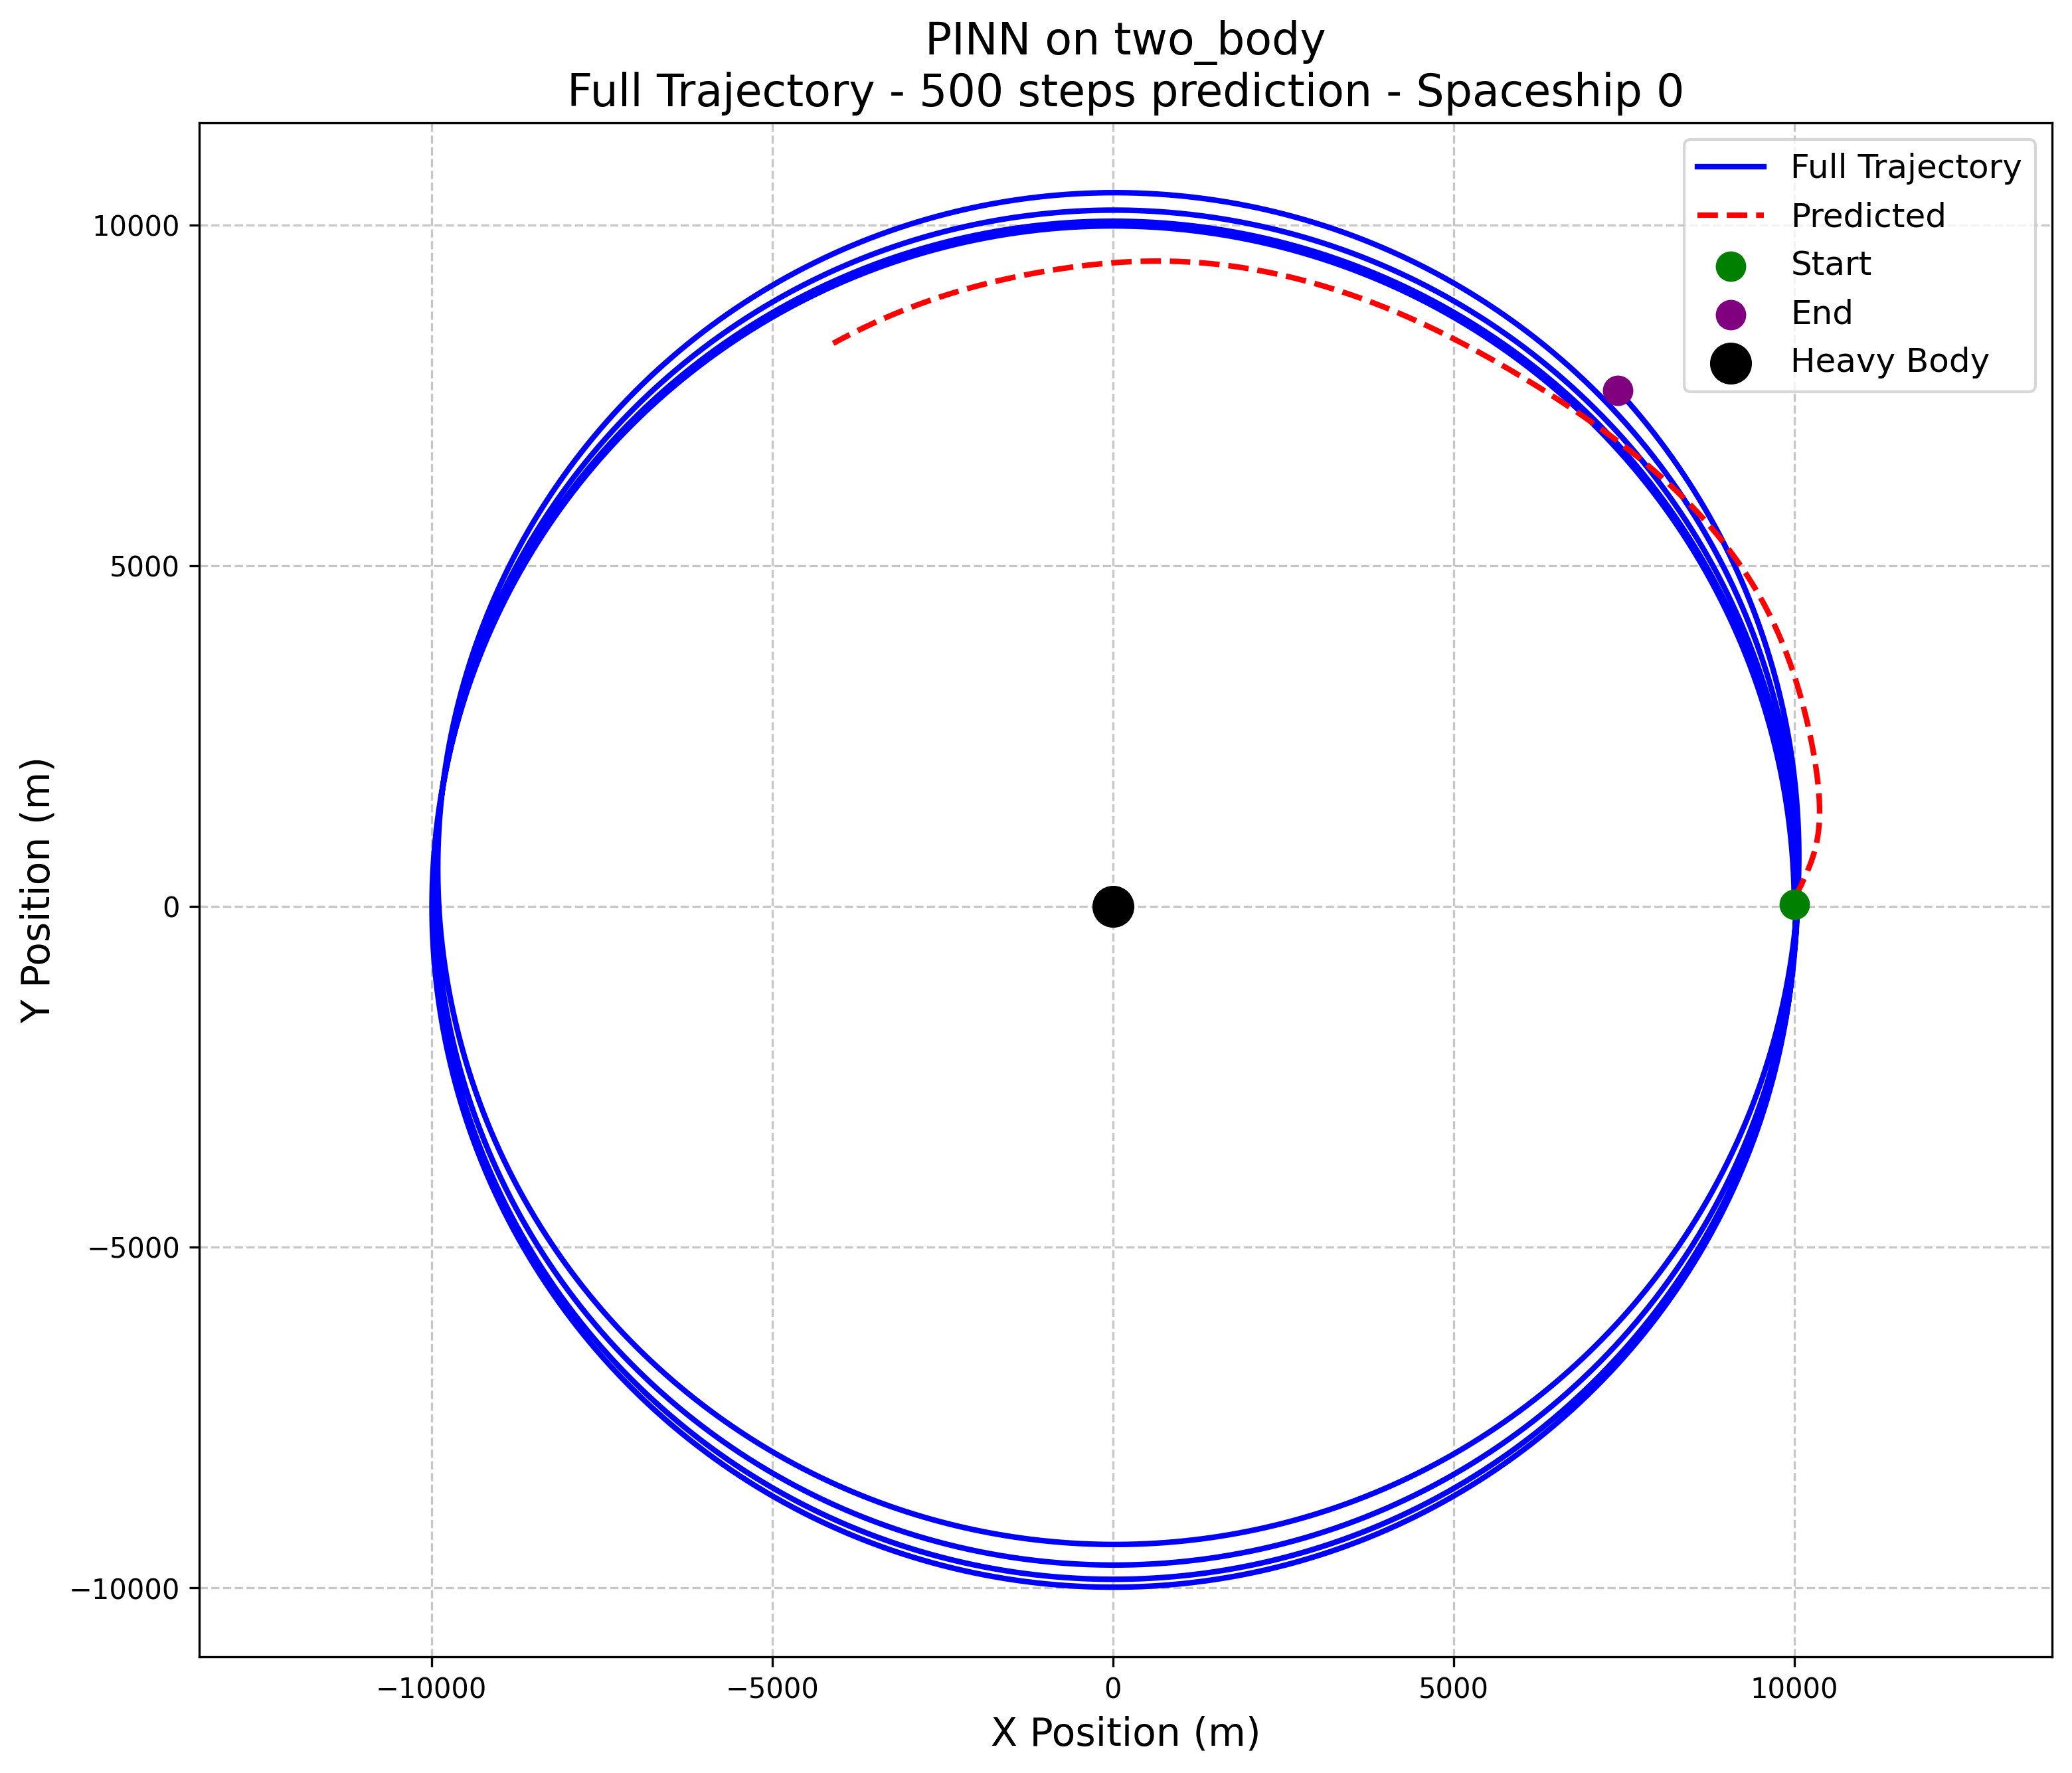 PINN on two_body
Full Trajectory - 500 steps prediction - Spaceship 0
Full Trajectory
Predicted
Start
End
Heavy Body
10000
5000
0
−5000
−10000
Y Position (m)
−10000
−5000
0
5000
10000
X Position (m)